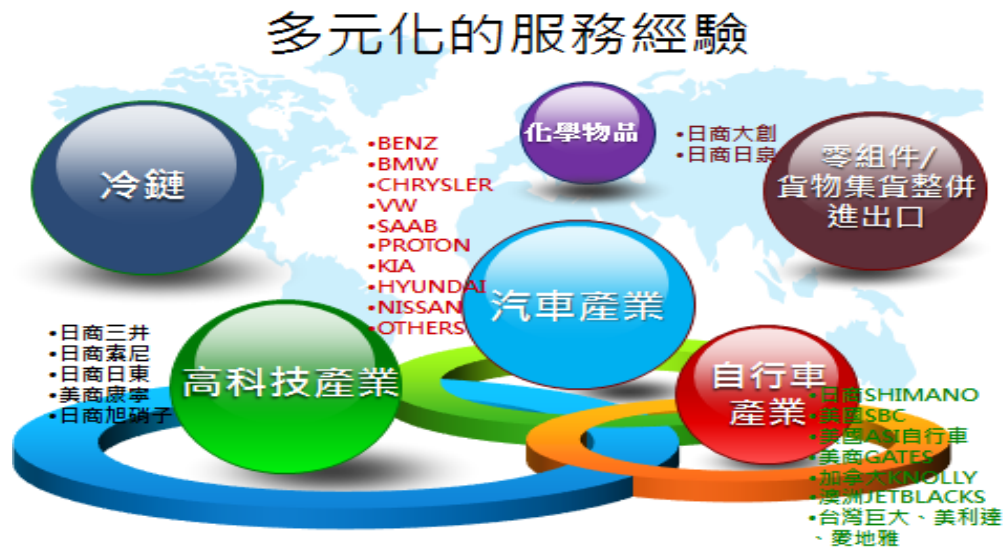 多元化的服務經驗
冷鏈
•BENZ
•BMW
•CHRYSLER
•VW
•SAAB
•PROTON
•KIA
•HYUNDAI
•NISSAN
•OTHERS
化學物品
•日商大創
•日商日泉
零組件/
貨物集貨整併
進出口
汽車產業
•日商三井
•日商索尼
•日商日東
•美商康寧
•日商旭硝子
高科技產業
自行車
產業
•日商SHIMANO
•美國SBC
•美國ASI自行車
•美商GATES
•加拿大KNOLLY
•澳洲JETBLACKS
•台灣巨大、美利達
、愛地雅